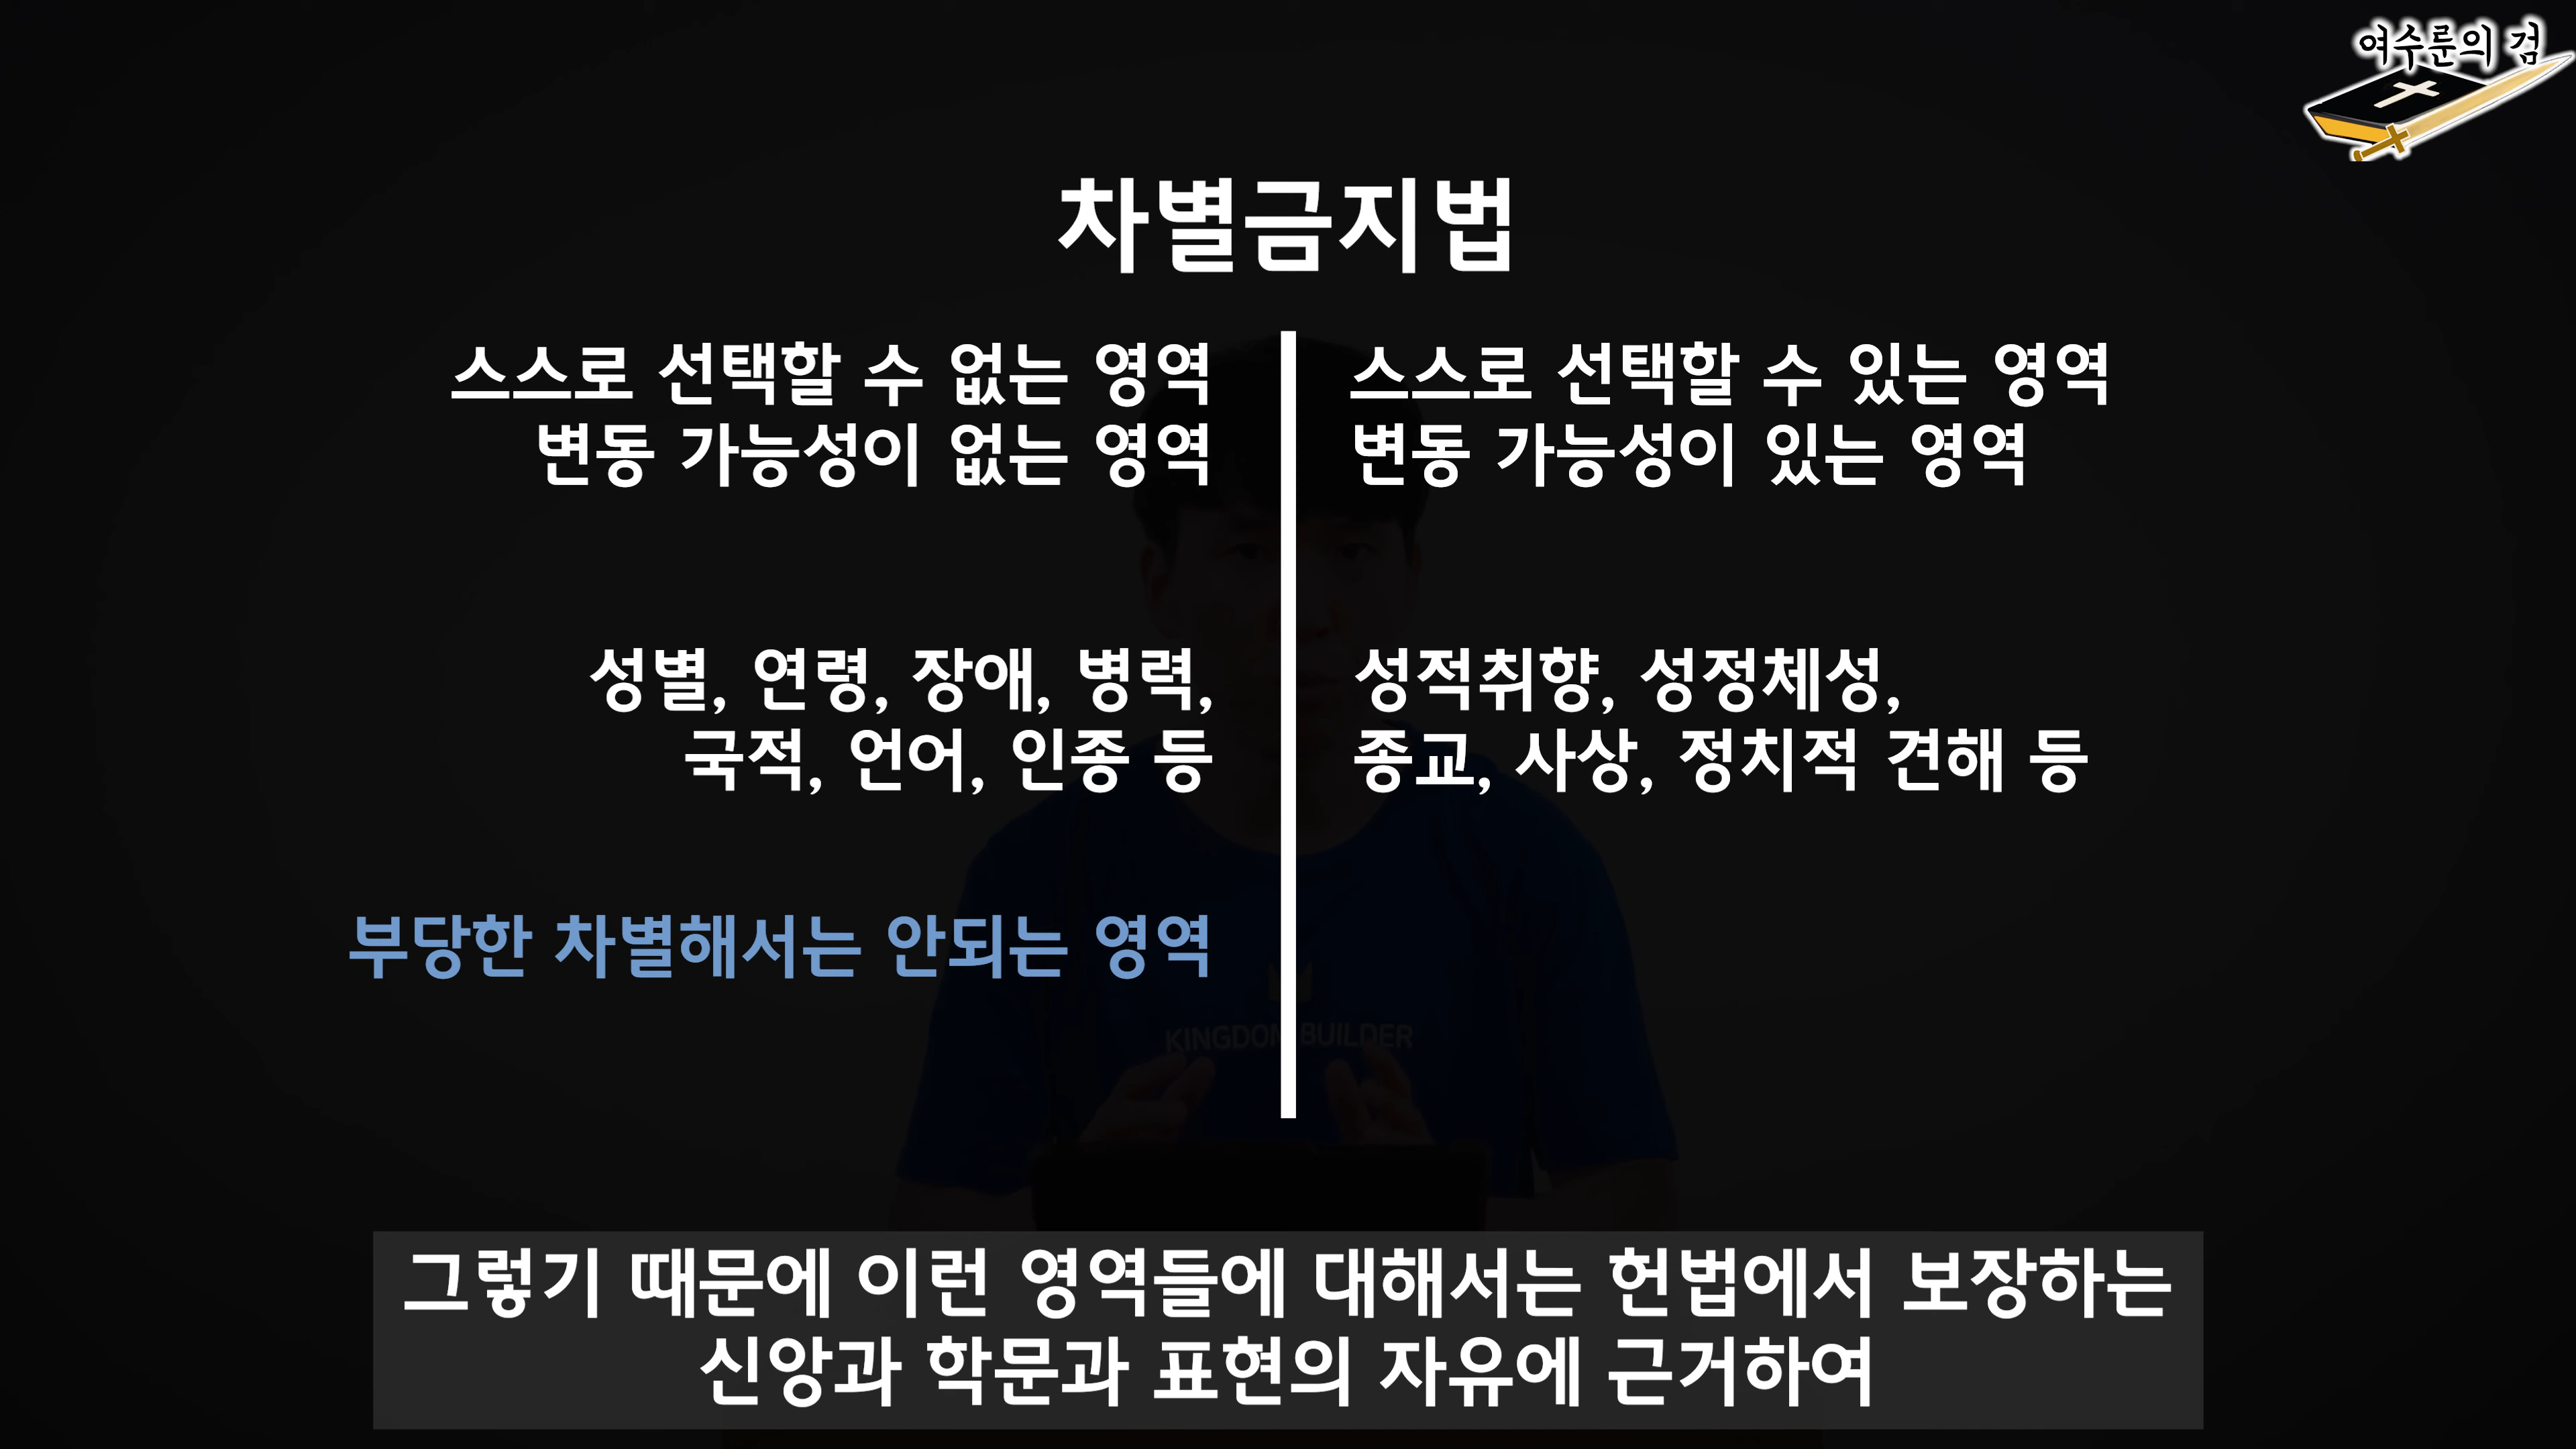 여수룬의 검
차별금지법
스스로 선택할 수 없는 영역
변동 가능성이 없는 영역
성별, 연령, 장애, 병력,
국적, 언어, 인종 등
부당한 차별해서는 안되는 영역
스스로 선택할 수 있는 영역
변동 가능성이 있는 영역
성적취향, 성정체성,
종교, 사상, 정치적 견해 등
KINGDOM BUILDER
그렇기 때문에 이런 영역들에 대해서는 헌법에서 보장하는
신앙과 학문과 표현의 자유에 근거하여